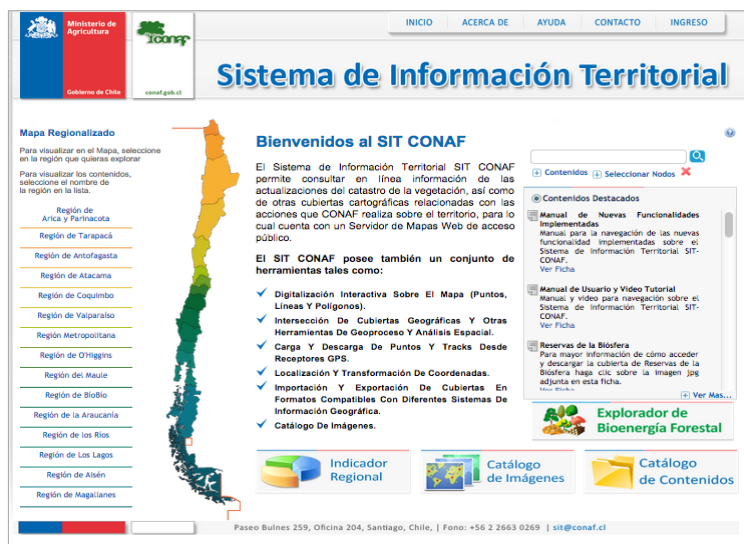 Ministerio de
Agricultura
Gobierno de Chile
conaf
conaf.gob.cl
INICIO
ACERCA DE
AYUDA
CONTACTO
INGRESO
Sistema de Información Territorial
Mapa Regionalizado
Para visualizar en el Mapa, seleccione
en la región que quieras explorar
Para visualizar los contenidos,
seleccione el nombre de
la región en la lista.
Región de
Arica y Parinacota
Región de Tarapacá
Región de Antofagasta
Región de Atacama
Región de Coquimbo
Región de Valparaíso
Región Metropolitana
Región de O'Higgins
Región del Maule
Región de BíoBío
Región de la Araucanía
Región de los Ríos
Región de Los Lagos
Región de Aisén
Región de Magallanes
Bienvenidos al SIT CONAF
El Sistema de Información Territorial SIT CONAF
permite consultar en línea información de las
actualizaciones del catastro de la vegetación, así como
de otras cubiertas cartográficas relacionadas con las
acciones que CONAF realiza sobre el territorio, para lo
cual cuenta con un Servidor de Mapas Web de acceso
público.
El SIT CONAF posee también un conjunto de
herramientas tales como:
Digitalización Interactiva Sobre El Mapa (Puntos,
Líneas Y Polígonos).
Intersección De Cubiertas Geográficas Y Otras
Herramientas De Geoproceso Y Análisis Espacial.
Carga Y Descarga De Puntos Y Tracks Desde
Receptores GPS.
Localización Y Transformación De Coordenadas.
Importación Y Exportación De Cubiertas En
Formatos Compatibles Con Diferentes Sistemas De
Información Geográfica.
Catálogo De Imágenes.
Contenidos
Seleccionar Nodos
Contenidos Destacados
Manual de Nuevas Funcionalidades
Implementadas
Manual para la navegación de las nuevas
funcionalidad implementadas sobre el
Sistema de Información Territorial SIT-
CONAF.
Ver Ficha
Manual de Usuario y Video Tutorial
Manual y video para navegación sobre el
Sistema de Información Territorial SIT-
CONAF.
Ver Ficha
Reservas de la Biósfera
Para mayor información de cómo acceder
y descargar la cubierta de Reservas de la
Biósfera haga clic sobre la imagen jpg
adjunta en esta ficha.
Ver Ficha
Ver Mas...
Explorador de
Bioenergía Forestal
Indicador
Regional
Catálogo
de Imágenes
Catálogo
de Contenidos
Paseo Bulnes 259, Oficina 204, Santiago, Chile, | Fono: +56 2 2663 0269 | sit@conaf.cl